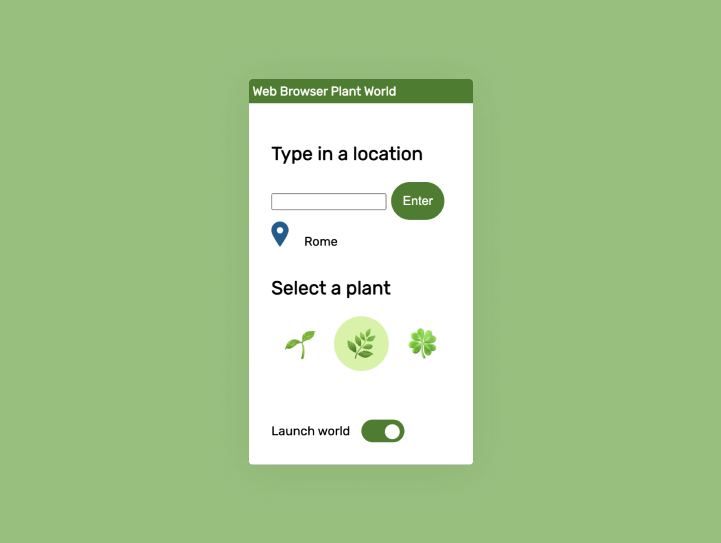 Web Browser Plant World
Type in a location
Enter
Rome
Select a plant
Launch world